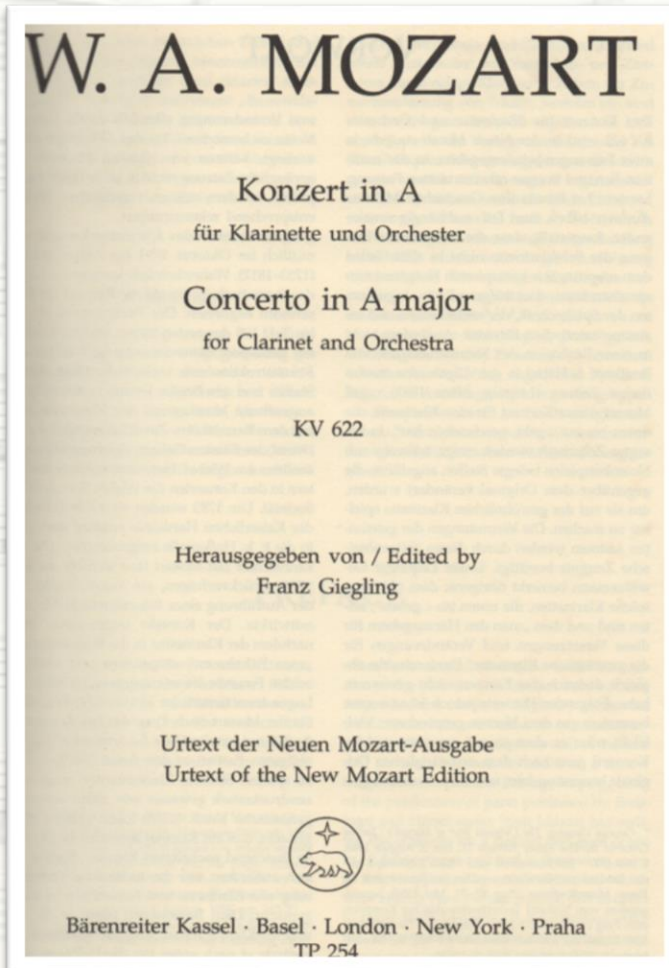 W. A. MOZART
Konzert in A
für Klarinette und Orchester
Concerto in A major
for Clarinet and Orchestra
KV 622
Herausgegeben von / Edited by
Franz Giegling
Urtext der Neuen Mozart-Ausgabe
Urtext of the New Mozart Edition
Bärenreiter Kassel · Basel · London · New York · Praha
TP 254